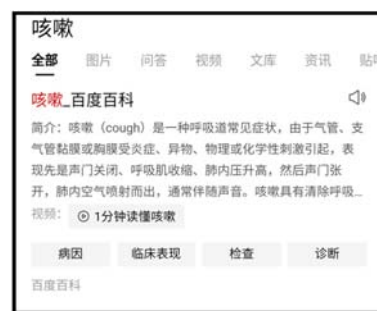 咳嗽
全部 图片 问答 视频 文库 资讯 贴吧
咳嗽_百度百科
简介：咳嗽（cough）是一种呼吸道常见症状，由于气管、支
气管黏膜或胸膜受炎症、异物、物理或化学性刺激引起，表
现先是声门关闭、呼吸肌收缩、肺内压升高，然后声门张
开，肺内空气喷射而出，通常伴随声音。咳嗽具有清除呼吸...
视频： 1分钟读懂咳嗽
病因 临床表现 检查 诊断
百度百科